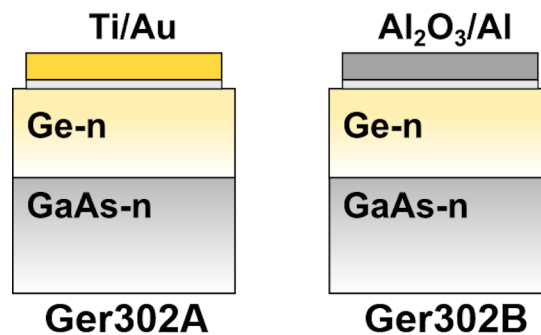 Ti/Au
Al₂O₃/Al
Ge-n
Ge-n
GaAs-n
GaAs-n
Ger302A
Ger302B